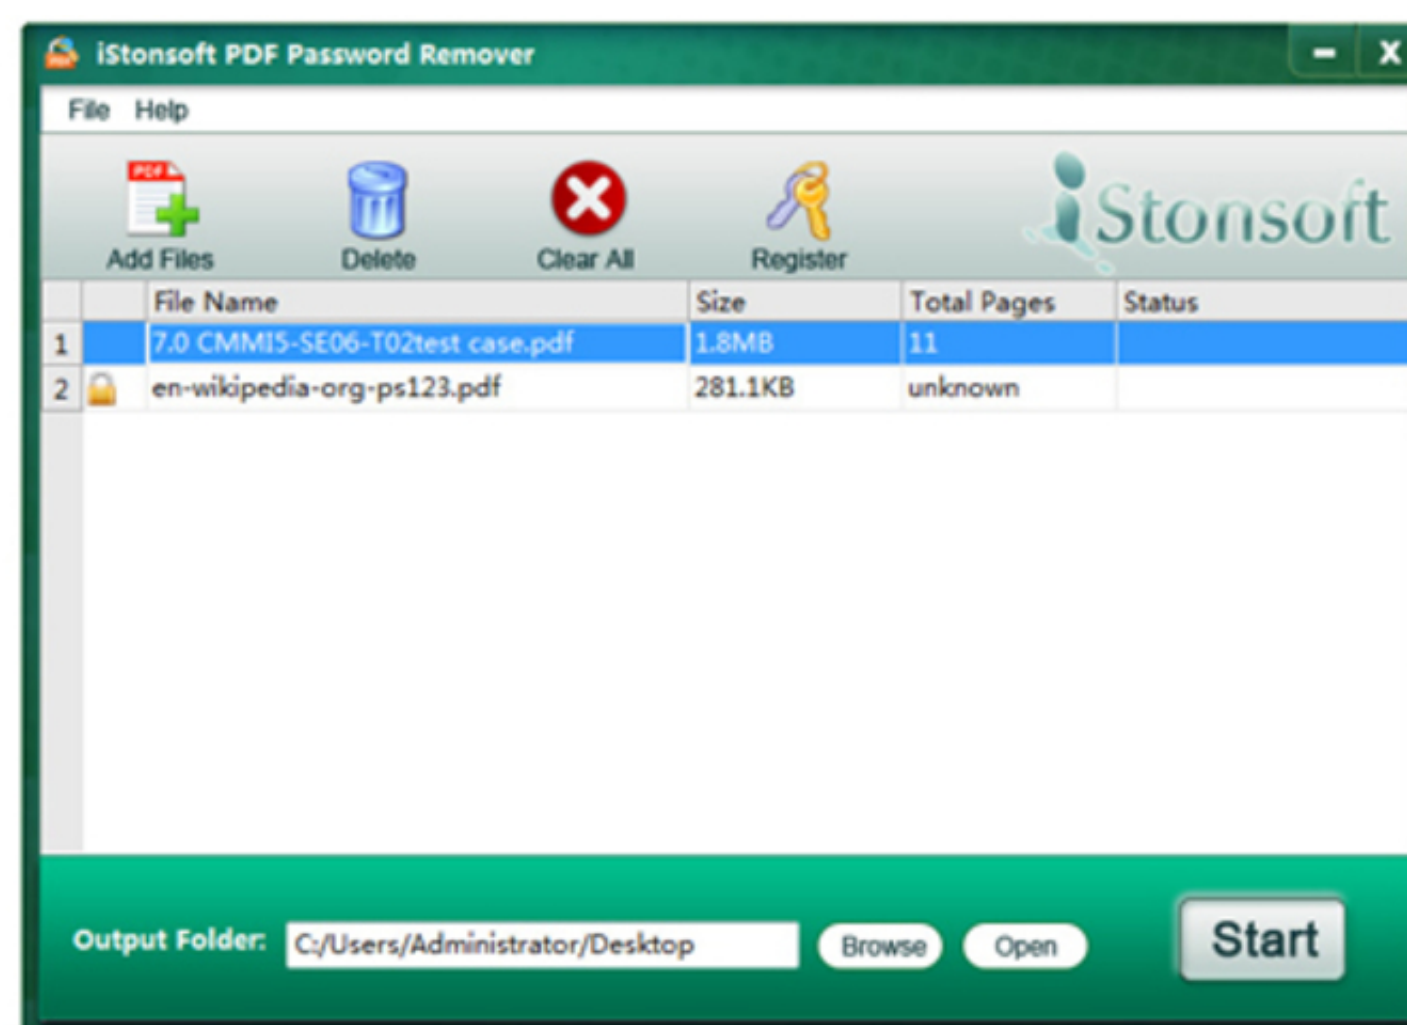 iStonsoft PDF Password Remover
File Help
PDF
Add Files Delete Clear All Register
iStonsoft
File Name Size Total Pages Status
1 7.0 CMMI5-SE06-T02test case.pdf 1.8MB 11
2 en-wikipedia-org-ps123.pdf 281.1KB unknown
Output Folder: C:/Users/Administrator/Desktop Browse Open Start